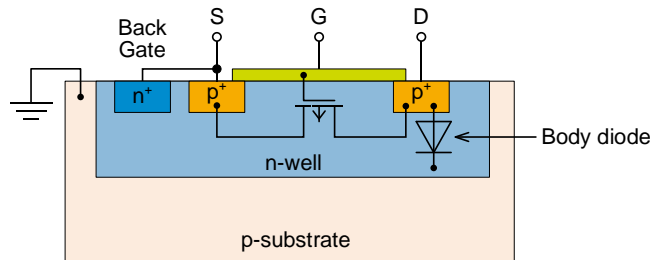 S G D
Back
Gate
n+ p+ p+
Body diode
n-well
p-substrate